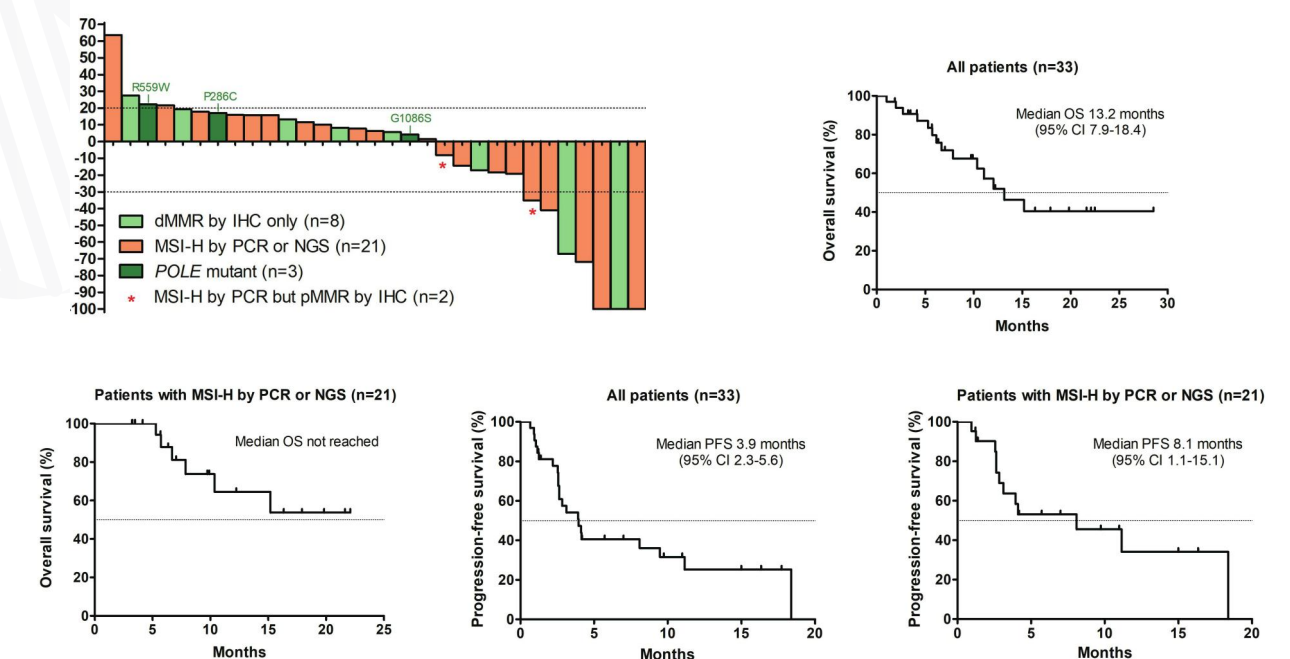 70
60
50
40
30
20
10
0
-10
-20
-30
-40
-50
-60
-70
-80
-90
-100
R559W
P286C
G1086S
*
*
dMMR by IHC only (n=8)
MSI-H by PCR or NGS (n=21)
POLE mutant (n=3)
* MSI-H by PCR but pMMR by IHC (n=2)
All patients (n=33)
Median OS 13.2 months
(95% CI 7.9-18.4)
Overall survival (%)
100
80
60
40
20
0
0 5 10 15 20 25 30
Months
Patients with MSI-H by PCR or NGS (n=21)
Median OS not reached
Overall survival (%)
100
80
60
40
20
0
0 5 10 15 20 25
Months
All patients (n=33)
Median PFS 3.9 months
(95% CI 2.3-5.6)
Progression-free survival (%)
100
80
60
40
20
0
0 5 10 15 20
Months
Patients with MSI-H by PCR or NGS (n=21)
Median PFS 8.1 months
(95% CI 1.1-15.1)
Progression-free survival (%)
100
80
60
40
20
0
0 5 10 15 20
Months